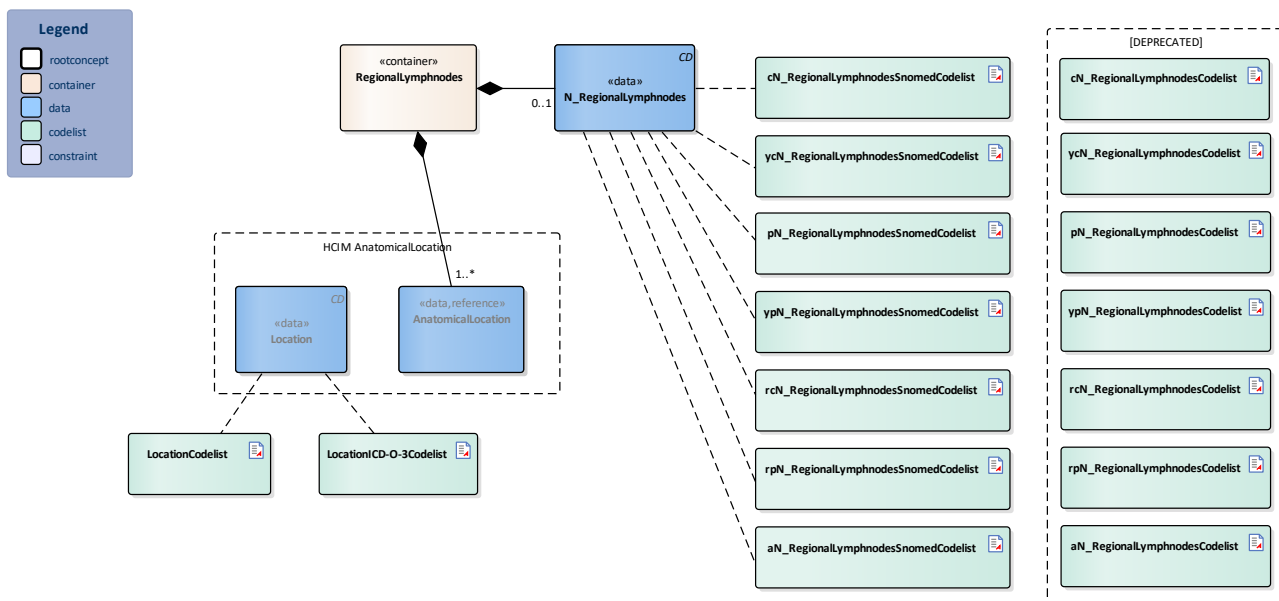 Legend
rootconcept
container
data
codelist
constraint
«container»
RegionalLymphnodes
CD
«data»
N_RegionalLymphnodes
0..1
HCIM AnatomicalLocation
1..*
CD
«data»
Location
«data,reference»
AnatomicalLocation
LocationCodelist
LocationICD-O-3Codelist
cN_RegionalLymphnodesSnomedCodelist
ycN_RegionalLymphnodesSnomedCodelist
pN_RegionalLymphnodesSnomedCodelist
ypN_RegionalLymphnodesSnomedCodelist
rcN_RegionalLymphnodesSnomedCodelist
rpN_RegionalLymphnodesSnomedCodelist
aN_RegionalLymphnodesSnomedCodelist
[DEPRECATED]
cN_RegionalLymphnodesCodelist
ycN_RegionalLymphnodesCodelist
pN_RegionalLymphnodesCodelist
ypN_RegionalLymphnodesCodelist
rcN_RegionalLymphnodesCodelist
rpN_RegionalLymphnodesCodelist
aN_RegionalLymphnodesCodelist